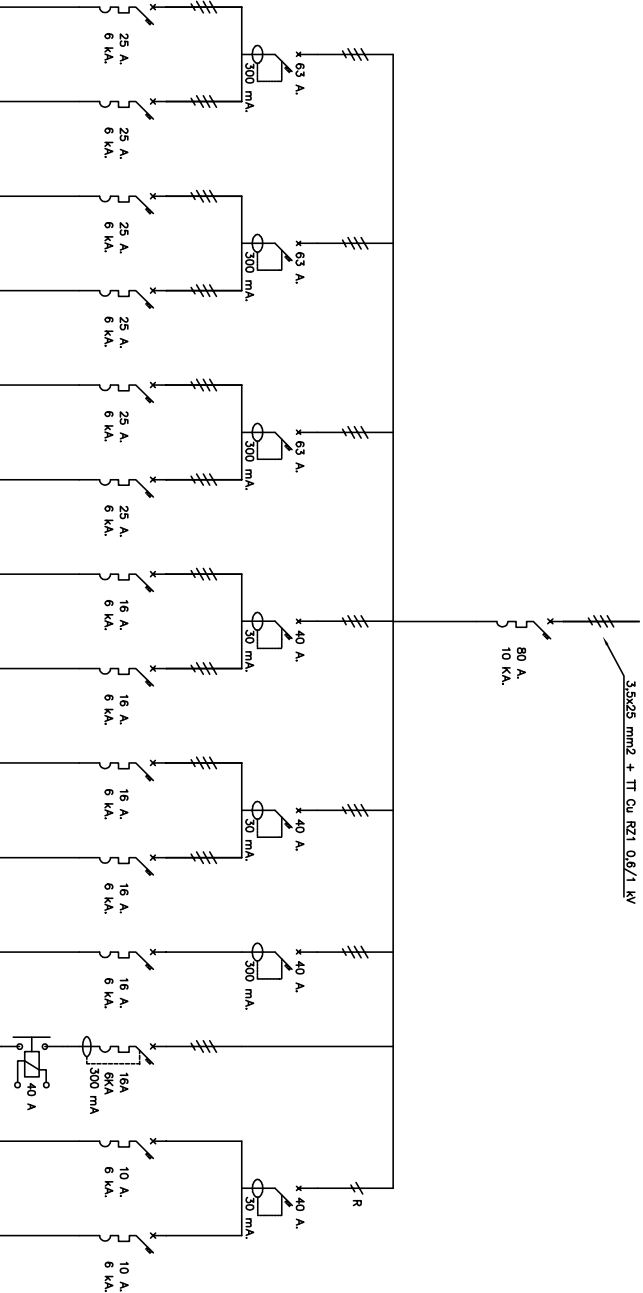 3,5x25 mm2 + TT Cu RZ1 0,6/1 kV
80 A.
10 KA.
R
63 A.
300 mA.
63 A.
300 mA.
63 A.
300 mA.
40 A.
30 mA.
40 A.
30 mA.
40 A.
300 mA.
40 A.
30 mA.
25 A.
6 kA.
25 A.
6 kA.
25 A.
6 kA.
25 A.
6 kA.
25 A.
6 kA.
25 A.
6 kA.
16 A.
6 kA.
16 A.
6 kA.
16 A.
6 kA.
16 A.
6 kA.
16 A.
6 kA.
16A
6KA
300 mA
40 A
10 A.
6 kA.
10 A.
6 kA.